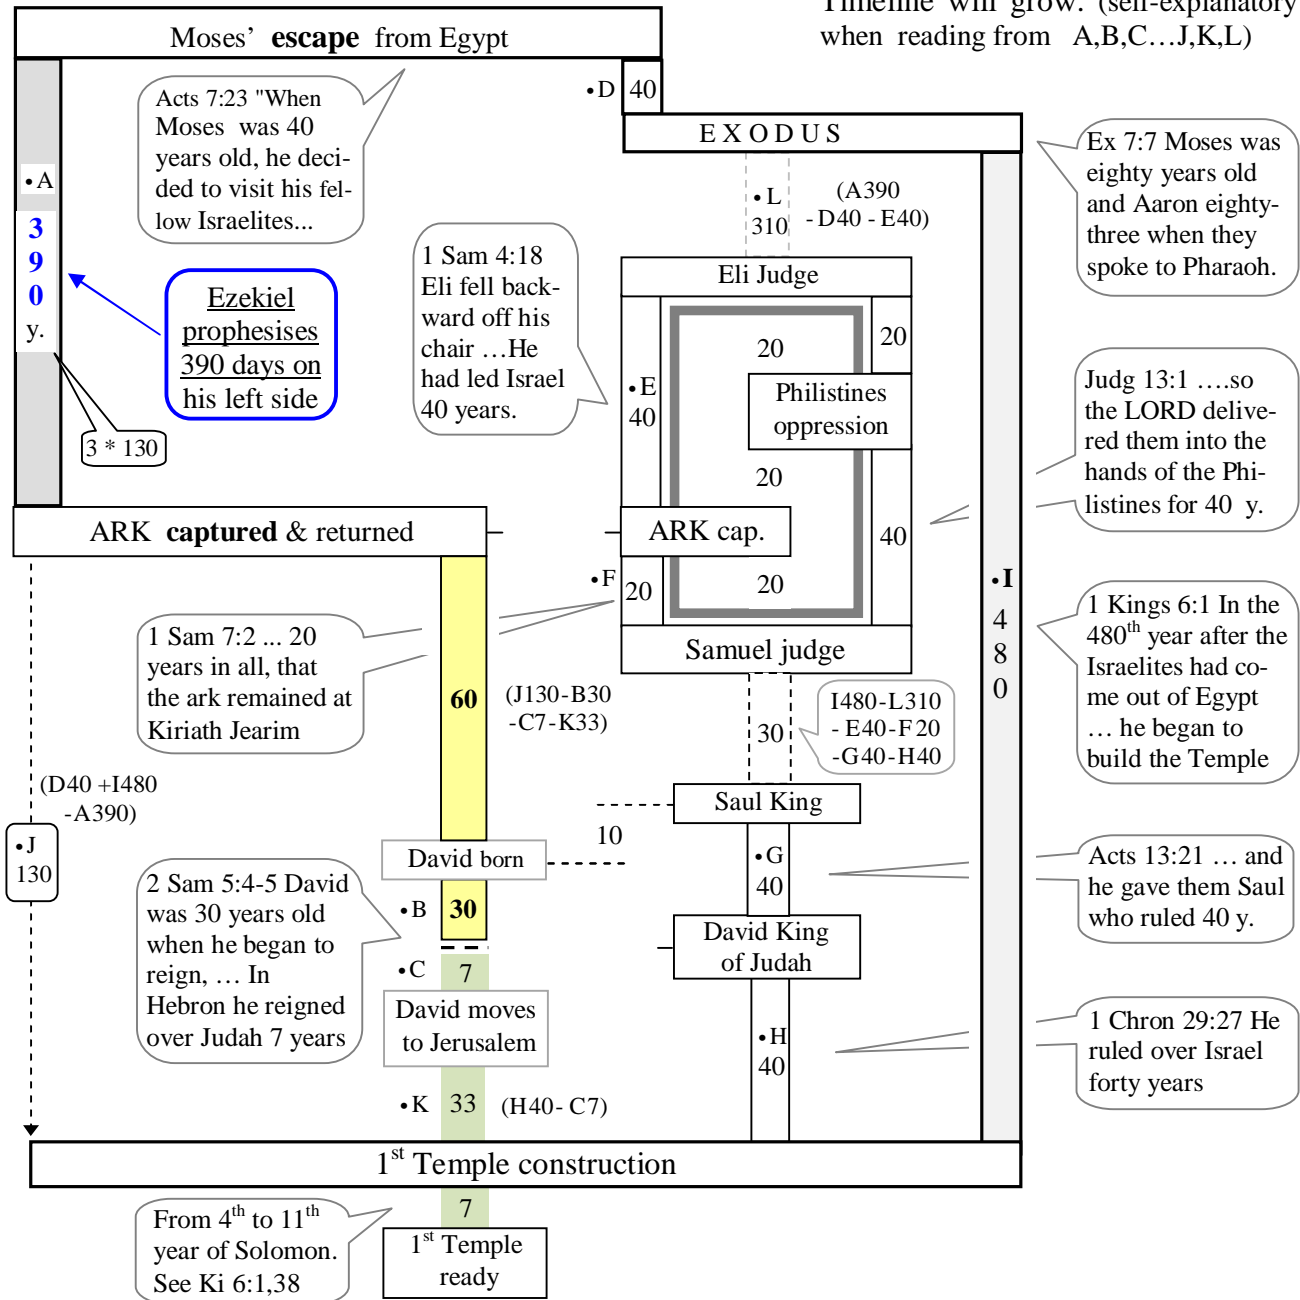 Timeline will grow. (self-explanatory
when reading from A,B,C…J,K,L)
Moses’ escape from Egypt
•D 40
EXODUS
Acts 7:23 "When
Moses was 40
years old, he deci-
ded to visit his fel-
low Israelites...
Ex 7:7 Moses was
eighty years old
and Aaron eighty-
three when they
spoke to Pharaoh.
•A
3
9
0
y.
•L
310
(A390
- D40 - E40)
1 Sam 4:18
Eli fell back-
ward off his
chair …He
had led Israel
40 years.
Ezekiel
prophesises
390 days on
his left side
3 * 130
Eli Judge
20
20
•E
40
Philistines
oppression
20
Judg 13:1 ….so
the LORD delive-
red them into the
hands of the Phi-
listines for 40 y.
ARK captured & returned
ARK cap.
40
•F 20
20
Samuel judge
•I
4
8
0
1 Sam 7:2 ... 20
years in all, that
the ark remained at
Kiriath Jearim
60
(J130-B30
-C7-K33)
30
I480-L310
- E40-F20
-G40-H40
1 Kings 6:1 In the
480th year after the
Israelites had co-
me out of Egypt
… he began to
build the Temple
(D40 +I480
-A390)
•J
130
Saul King
10
David born
•G
40
Acts 13:21 … and
he gave them Saul
who ruled 40 y.
2 Sam 5:4-5 David
was 30 years old
when he began to
reign, … In
Hebron he reigned
over Judah 7 years
•B 30
•C 7
David King
of Judah
David moves
to Jerusalem
•H
40
1 Chron 29:27 He
ruled over Israel
forty years
•K 33 (H40- C7)
1st Temple construction
7
From 4th to 11th
year of Solomon.
See Ki 6:1,38
1st Temple
ready